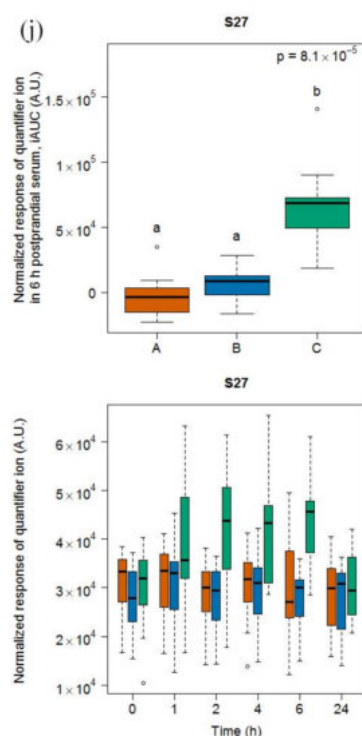 (j)
S27
p = 8.1 × 10⁻⁵
Normalized response of quantifier ion
in 6 h postprandial serum, iAUC (A.U.)
1.5×10⁵
1×10⁵
5×10⁴
0
a
a
b
A B C
S27
Normalized response of quantifier ion (A.U.)
6×10⁴
5×10⁴
4×10⁴
3×10⁴
2×10⁴
1×10⁴
0 1 2 4 6 24
Time (h)